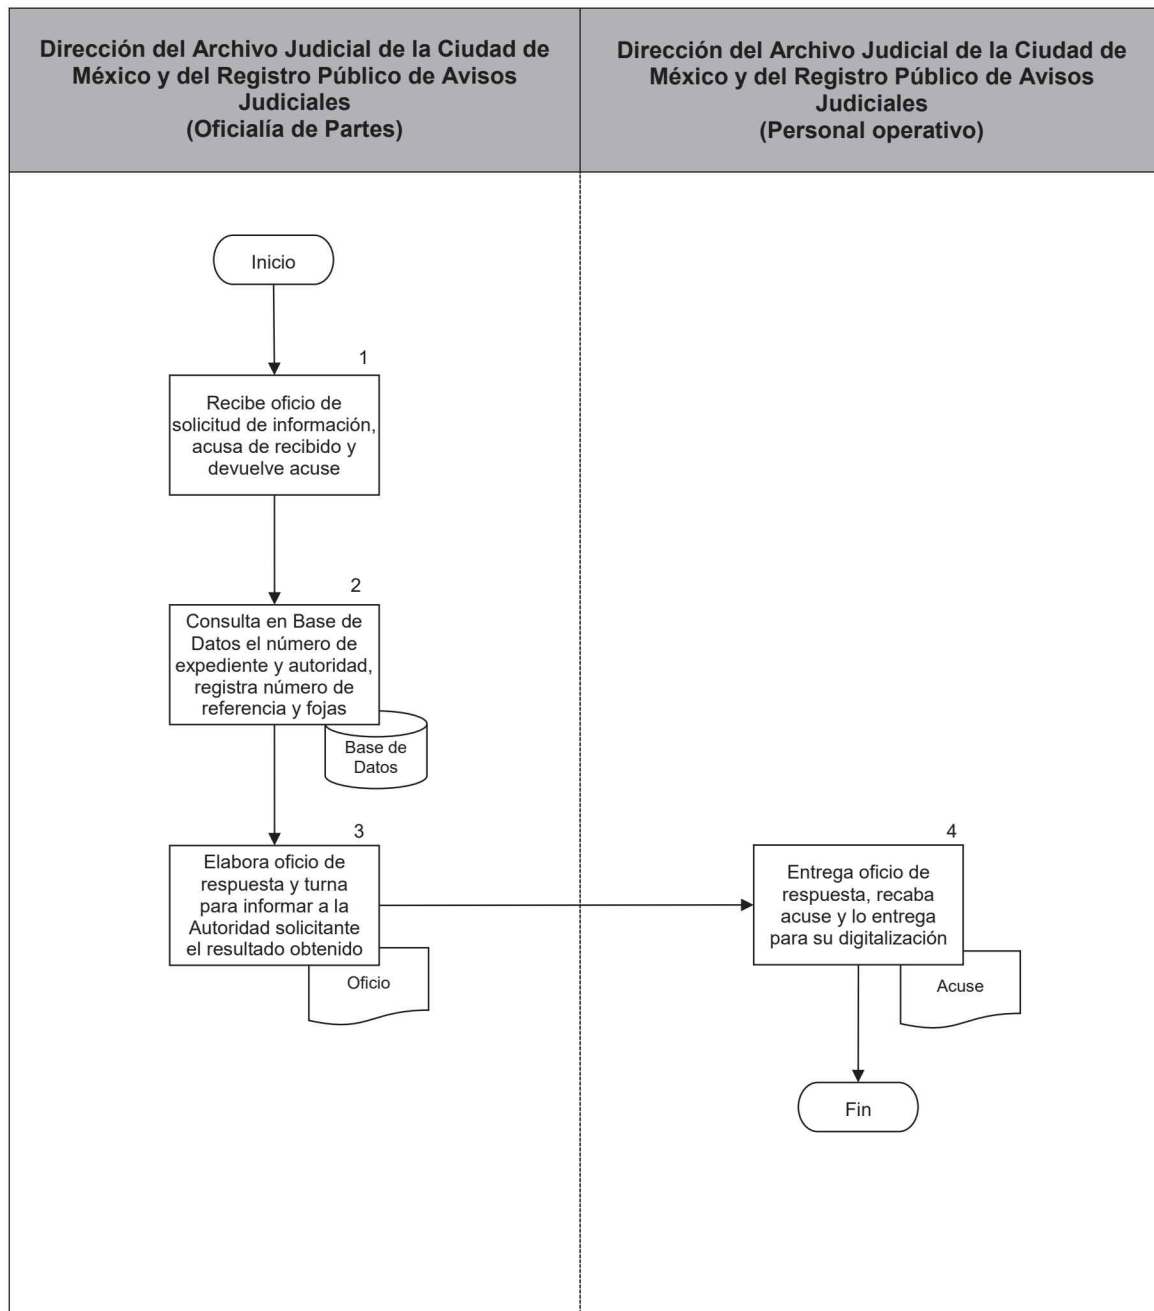 Dirección del Archivo Judicial de la Ciudad de
México y del Registro Público de Avisos
Judiciales
(Oficialía de Partes)
Dirección del Archivo Judicial de la Ciudad de
México y del Registro Público de Avisos
Judiciales
(Personal operativo)
Inicio
1
Recibe oficio de
solicitud de información,
acusa de recibido y
devuelve acuse
2
Consulta en Base de
Datos el número de
expediente y autoridad,
registra número de
referencia y fojas
Base de
Datos
3
Elabora oficio de
respuesta y turna
para informar a la
Autoridad solicitante
el resultado obtenido
Oficio
4
Entrega oficio de
respuesta, recaba
acuse y lo entrega
para su digitalización
Acuse
Fin